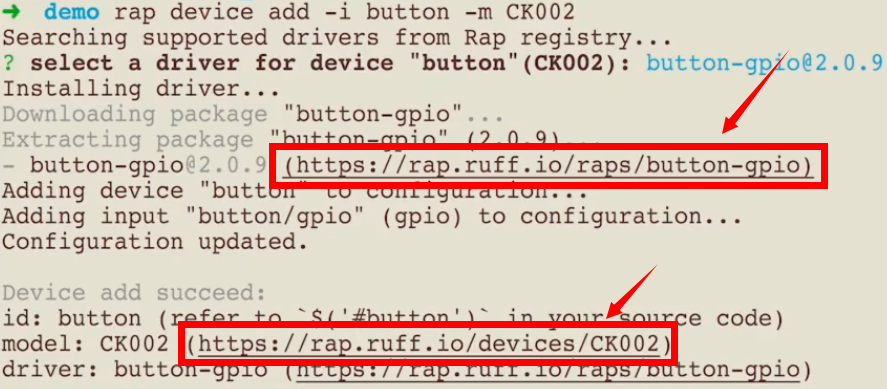 ➜ demo rap device add -i button -m CK002
Searching supported drivers from Rap registry...
? select a driver for device "button"(CK002): button-gpio@2.0.9
Installing driver...
Downloading package "button-gpio"...
Extracting package "button-gpio" (2.0.9)...
- button-gpio@2.0.9 (https://rap.ruff.io/raps/button-gpio)
Adding device "button" to configuration...
Adding input "button/gpio" (gpio) to configuration...
Configuration updated.
Device add succeed:
id: button (refer to `$('#button')` in your source code)
model: CK002 (https://rap.ruff.io/devices/CK002)
driver: button-gpio (https://rap.ruff.io/raps/button-gpio)